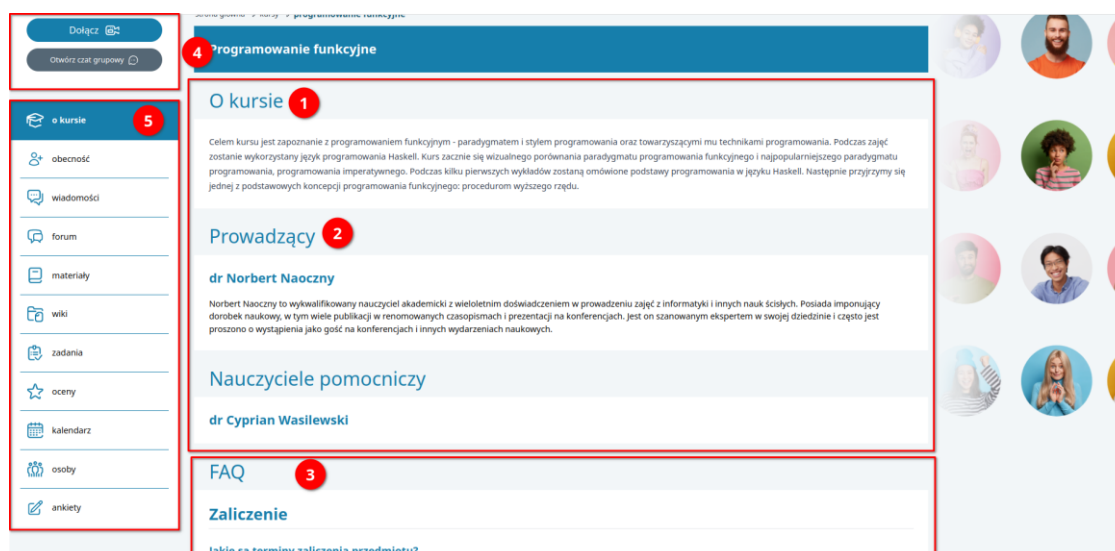 Strona główna > kursy > programowanie funkcyjne
Dołącz
Otwórz czat grupowy
4
Programowanie funkcyjne
o kursie
5
obecność
wiadomości
forum
materiały
wiki
zadania
oceny
kalendarz
osoby
ankiety
O kursie
1
Celem kursu jest zapoznanie z programowaniem funkcyjnym - paradygmatem i stylem programowania oraz towarzyszącymi mu technikami programowania. Podczas zajęć
zostanie wykorzystany język programowania Haskell. Kurs zacznie się wizualnego porównania paradygmatu programowania funkcyjnego i najpopularniejszego paradygmatu
programowania, programowania imperatywnego. Podczas kilku pierwszych wykładów zostaną omówione podstawy programowania w języku Haskell. Następnie przyjrzymy się
jednej z podstawowych koncepcji programowania funkcyjnego: procedurom wyższego rzędu.
Prowadzący
2
dr Norbert Naoczny
Norbert Naoczny to wykwalifikowany nauczyciel akademicki z wieloletnim doświadczeniem w prowadzeniu zajęć z informatyki i innych nauk ścisłych. Posiada imponujący
dorobek naukowy, w tym wiele publikacji w renomowanych czasopismach i prezentacji na konferencjach. Jest on szanowanym ekspertem w swojej dziedzinie i często jest
proszono o wystąpienia jako gość na konferencjach i innych wydarzeniach naukowych.
Nauczyciele pomocniczy
dr Cyprian Wasilewski
FAQ
3
Zaliczenie
Jakie są terminy zaliczenia przedmiotu?